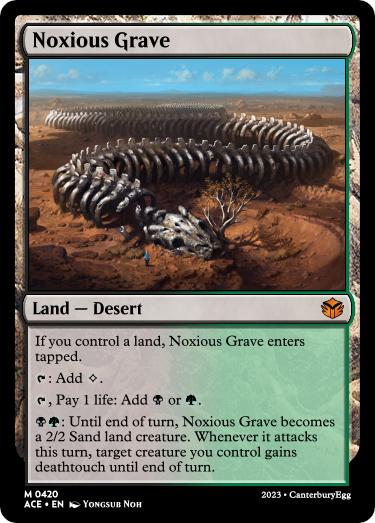 Noxious Grave
Land — Desert
If you control a land, Noxious Grave enters
tapped.
: Add .
, Pay 1 life: Add or .
: Until end of turn, Noxious Grave becomes
a 2/2 Sand land creature. Whenever it attacks
this turn, target creature you control gains
deathtouch until end of turn.
M 0420
ACE • EN Yongsub Noh
2023 • CanterburyEgg